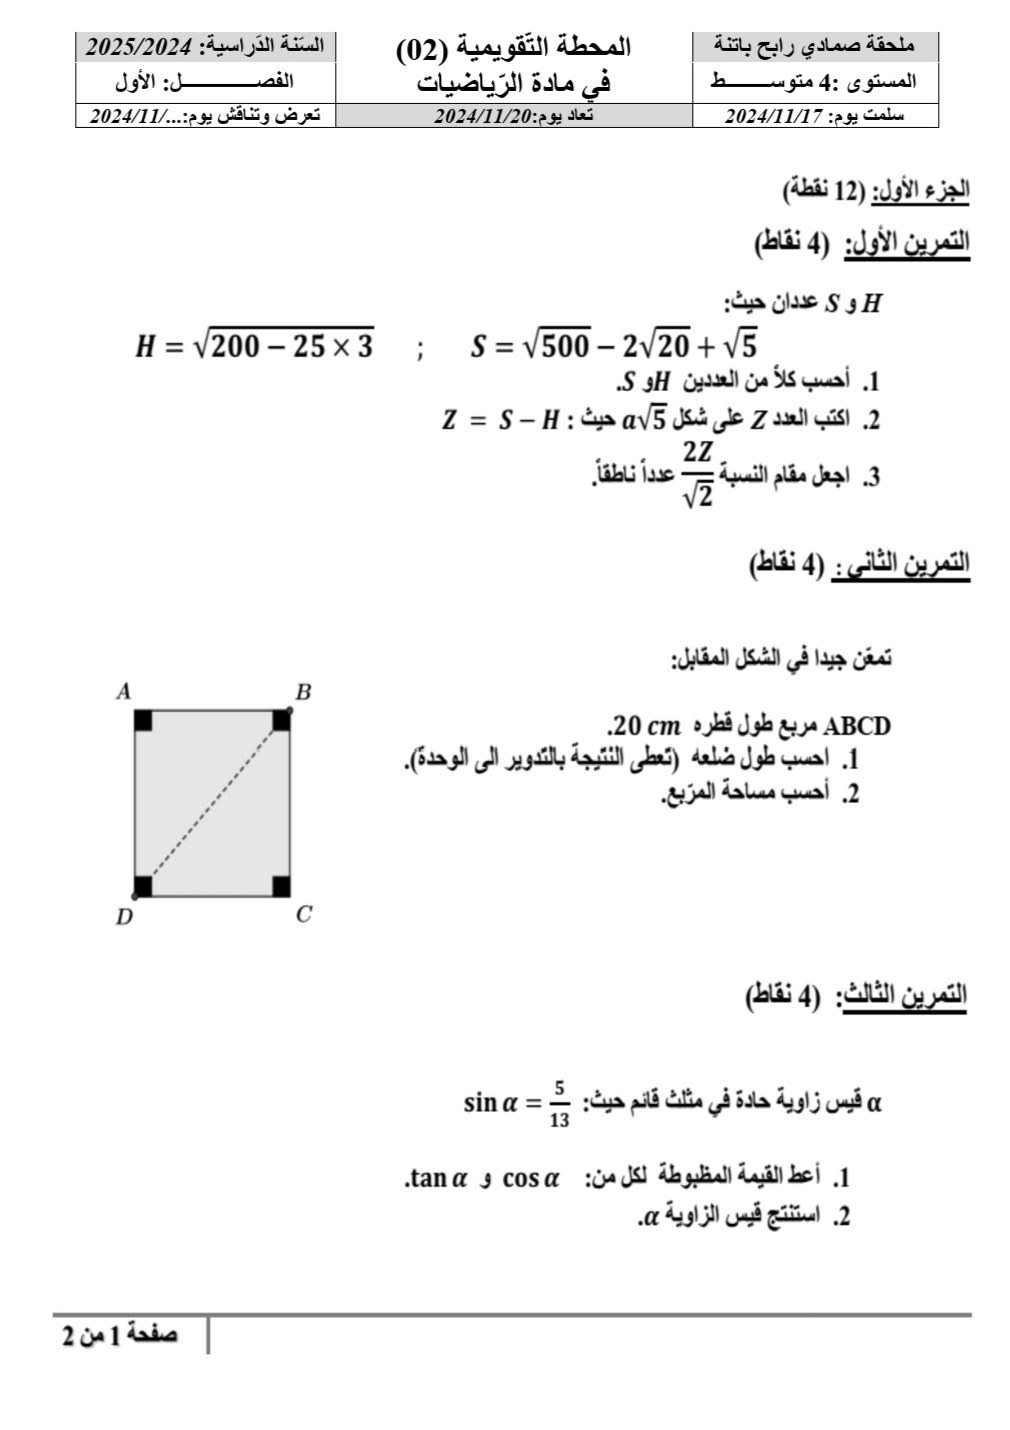 ملحقة صمادي رابح باتنة
المحطة التّقويمية (02)
السّنة الدّراسية: 2025/2024
المستوى :4 متوســـــــط
في مادة الرّياضيات
الفصــــــــــــل: الأول
سلمت يوم: 2024/11/17
تعاد يوم:2024/11/20
تعرض وتناقش يوم:.../2024/11
الجزء الأول: (12 نقطة)
التمرين الأول: (4 نقاط)
H و S عددان حيث:
H = √(200 − 25 × 3) ; S = √500 − 2√20 + √5
1. أحسب كلاً من العددين H و S.
2. اكتب العدد Z على شكل a√5 حيث : Z = S − H
3. اجعل مقام النسبة 2Z/√2 عدداً ناطقاً.
التمرين الثاني : (4 نقاط)
تمعّن جيدا في الشكل المقابل:
A B
ABCD مربع طول قطره 20 cm.
1. احسب طول ضلعه (تعطى النتيجة بالتدوير الى الوحدة).
2. أحسب مساحة المرّبع.
D C
التمرين الثالث: (4 نقاط)
α قيس زاوية حادة في مثلث قائم حيث: sin α = 5/13
1. أعط القيمة المظبوطة لكل من: cos α و tan α.
2. استنتج قيس الزاوية α.
صفحة 1 من 2